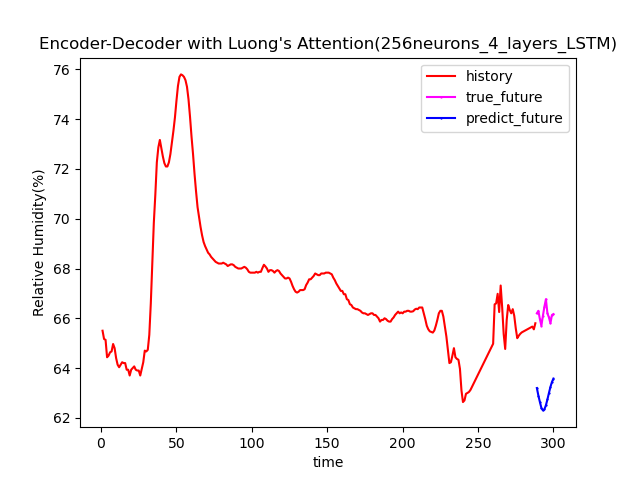 Encoder-Decoder with Luong's Attention(256neurons_4_layers_LSTM)
history
true_future
predict_future
Relative Humidity(%)
76
74
72
70
68
66
64
62
0
50
100
150
200
250
300
time